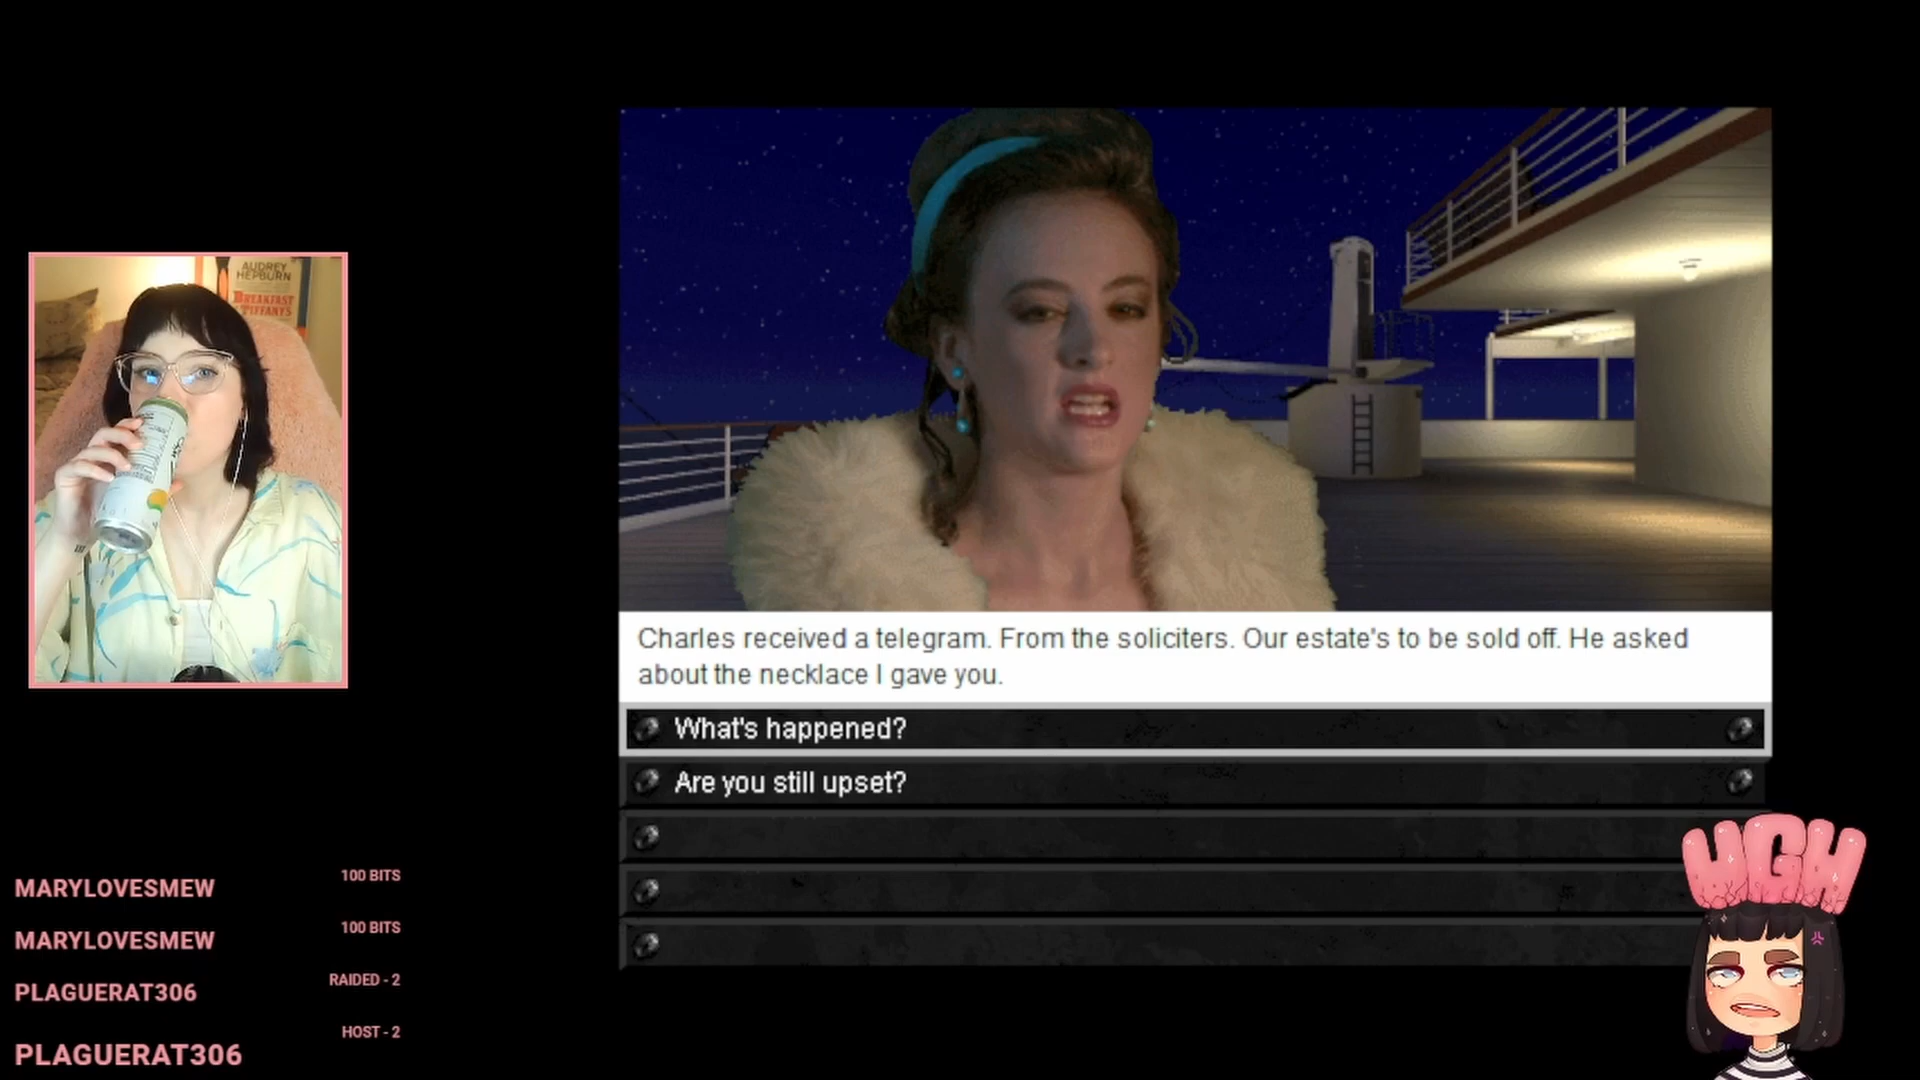 AUDREY
HEPBURN
BREAKFAST
TIFFANY'S
Charles received a telegram. From the soliciters. Our estate's to be sold off. He asked
about the necklace I gave you.
What's happened?
Are you still upset?
UGH
MARYLOVESMEW 100 BITS
MARYLOVESMEW 100 BITS
PLAGUERAT306 RAIDED - 2
PLAGUERAT306 HOST - 2